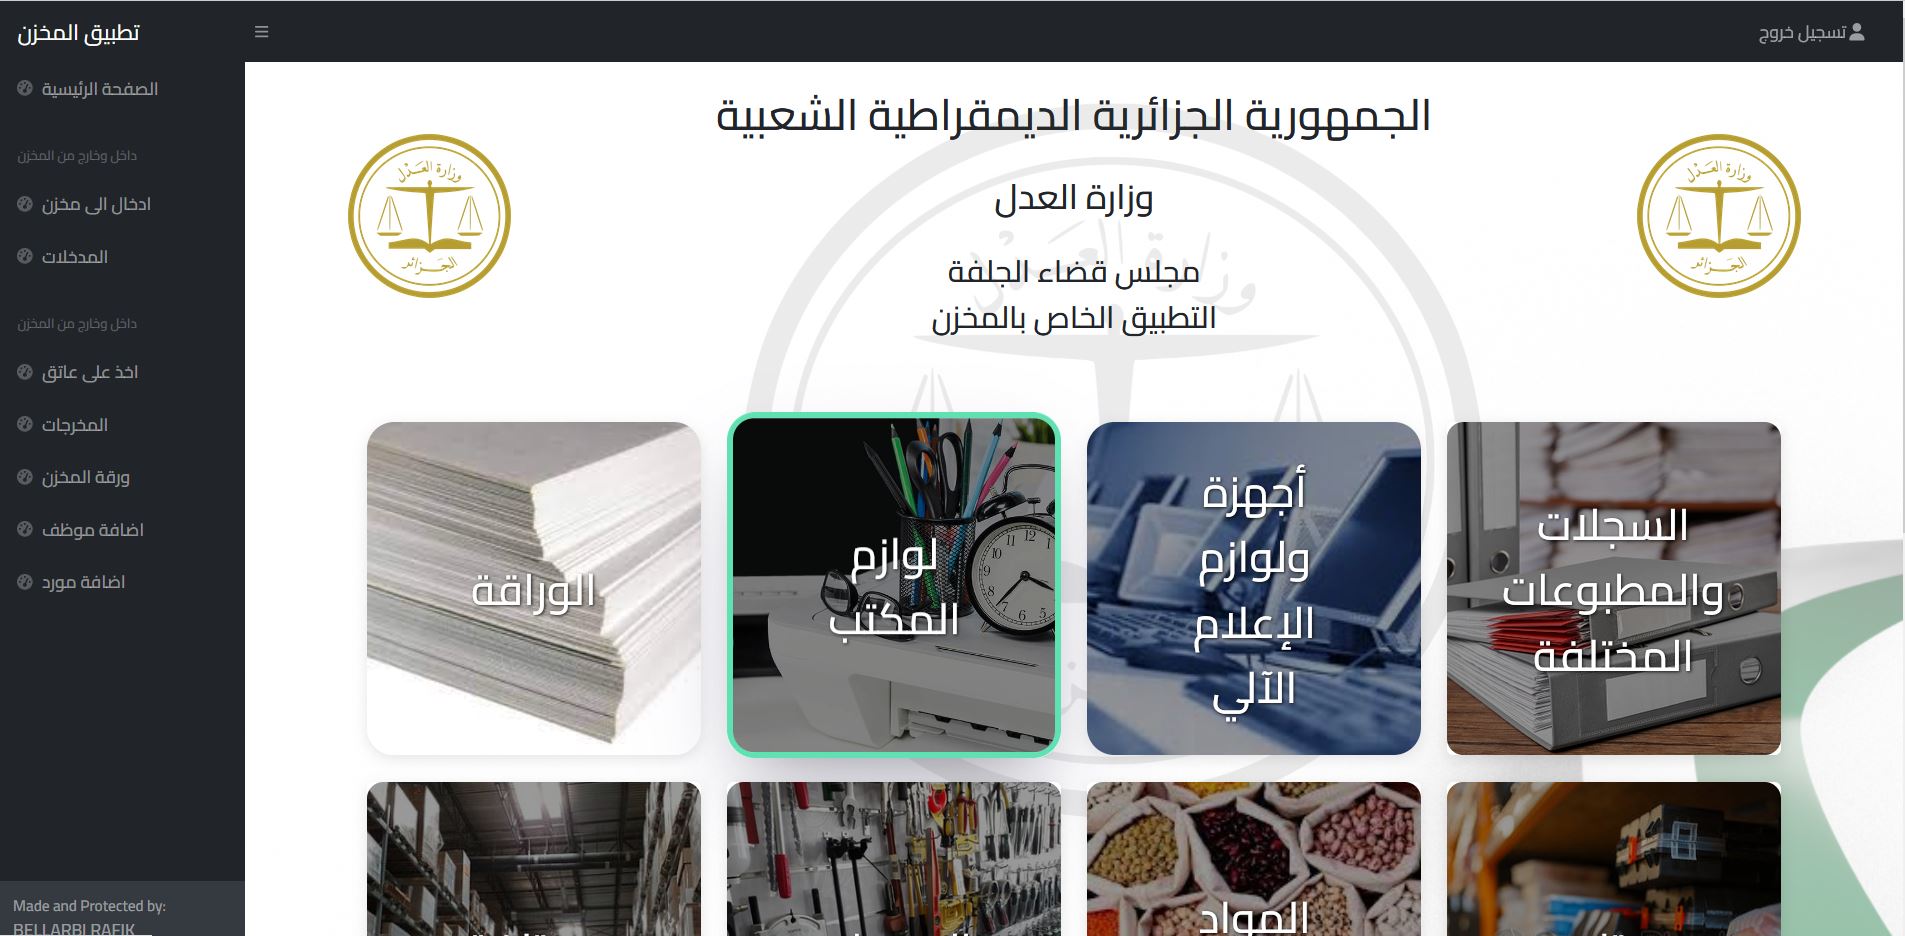 تطبيق المخزن
تسجيل خروج
الصفحة الرئيسية
داخل وخارج من المخزن
ادخال الى مخزن
المدخلات
داخل وخارج من المخزن
اخذ على عاتق
المخرجات
ورقة المخزن
اضافة موظف
اضافة مورد
Made and Protected by:
BELLARBI RAFIK
الجمهورية الجزائرية الديمقراطية الشعبية
وزارة العدل
مجلس قضاء الجلفة
التطبيق الخاص بالمخزن
وزارة العدل
الجزائر
وزارة العدل
الجزائر
وزارة العدل
الوراقة
لوازم
المكتب
أجهزة
ولوازم
الإعلام
الآلي
السجلات
والمطبوعات
المختلفة
المواد